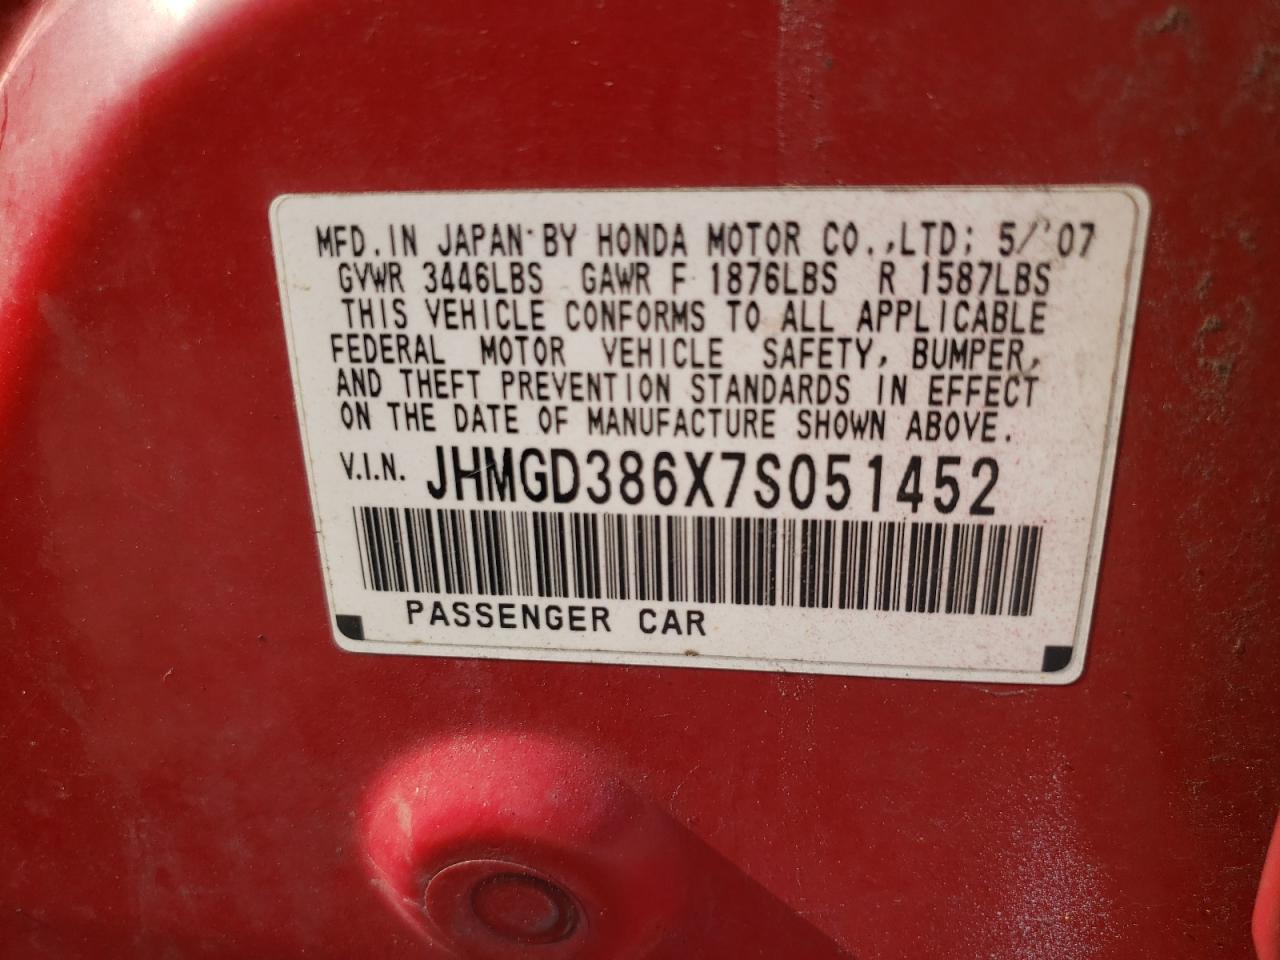 MFD. IN JAPAN BY HONDA MOTOR CO., LTD; 5/ 07
GVWR 3446LBS GAWR F 1876LBS R 1587LBS
THIS VEHICLE CONFORMS TO ALL APPLICABLE
FEDERAL MOTOR VEHICLE SAFETY, BUMPER,
AND THEFT PREVENTION STANDARDS IN EFFECT
ON THE DATE OF MANUFACTURE SHOWN ABOVE.
V.I.N. JHMGD386X7S051452
PASSENGER CAR